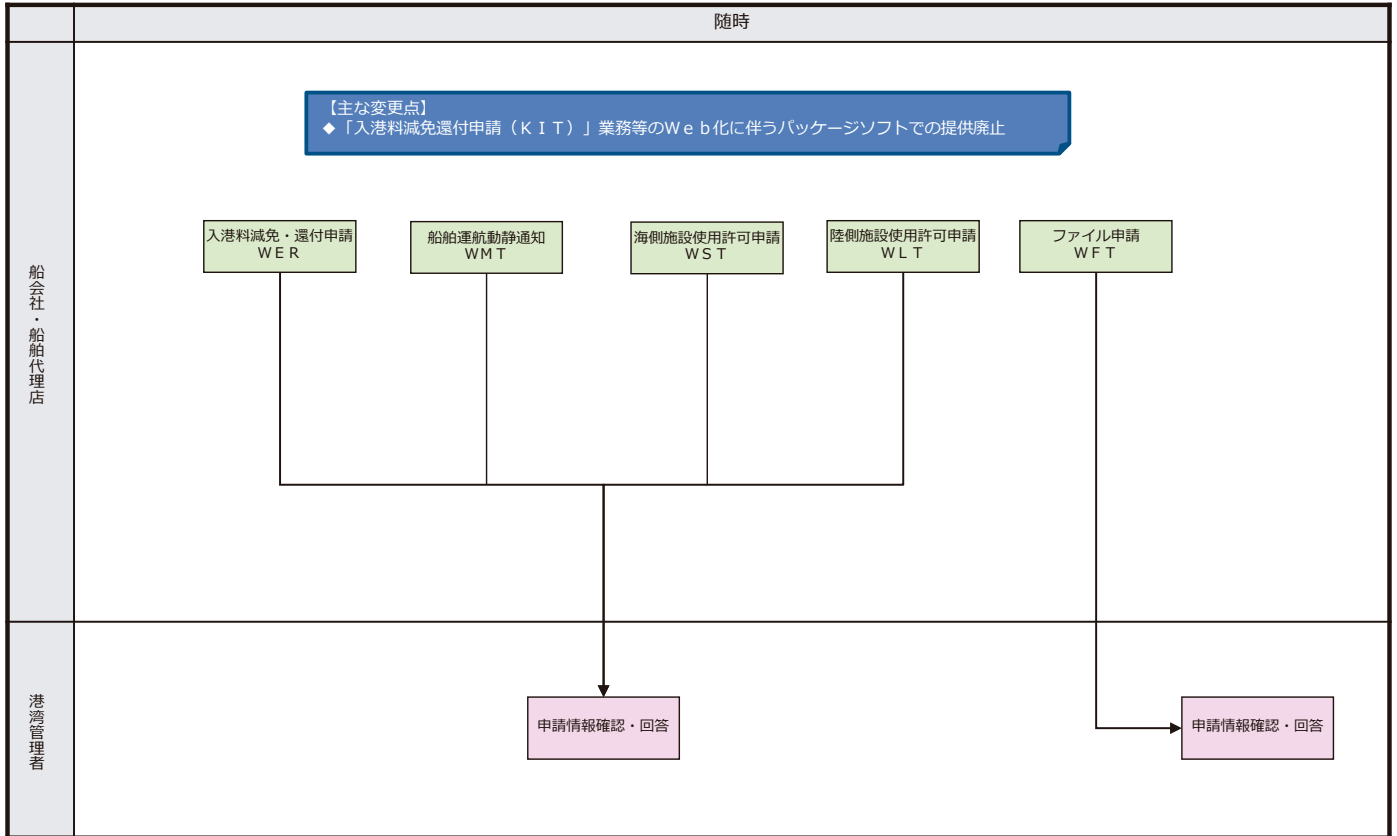 随時
【主な変更点】
◆「入港料減免還付申請（ＫＩＴ）」業務等のＷｅｂ化に伴うパッケージソフトでの提供廃止
船会社・船舶代理店
入港料減免・還付申請
ＷＥＲ
船舶運航動静通知
ＷＭＴ
海側施設使用許可申請
ＷＳＴ
陸側施設使用許可申請
ＷＬＴ
ファイル申請
ＷＦＴ
港湾管理者
申請情報確認・回答
申請情報確認・回答